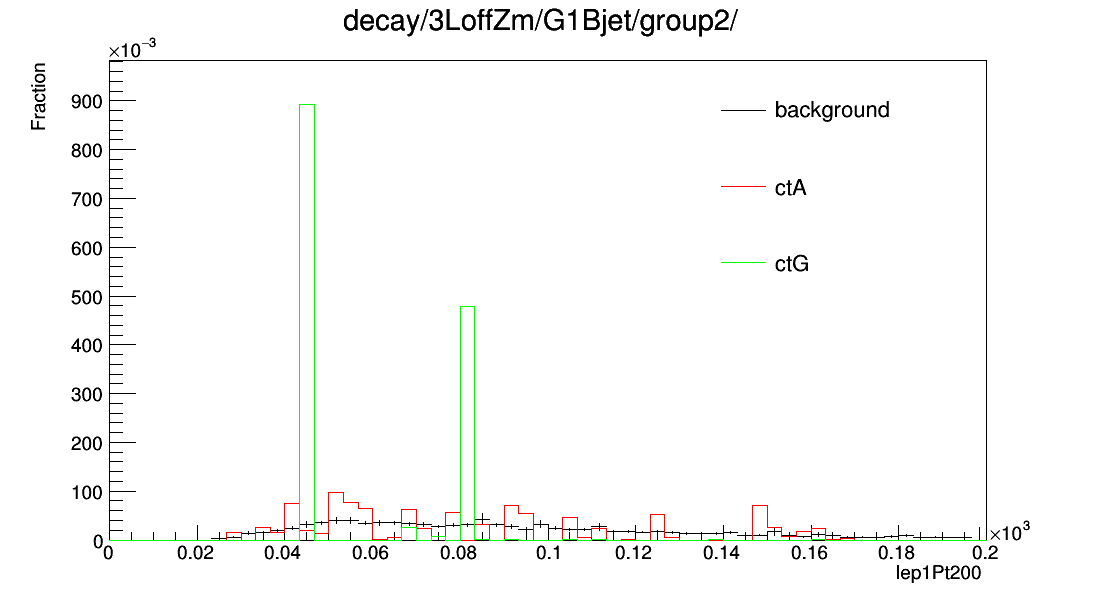 decay/3LoffZm/G1Bjet/group2/
×10⁻³
Fraction
900
800
700
600
500
400
300
200
100
0
background
ctA
ctG
0 0.02 0.04 0.06 0.08 0.1 0.12 0.14 0.16 0.18 0.2
×10³
lep1Pt200